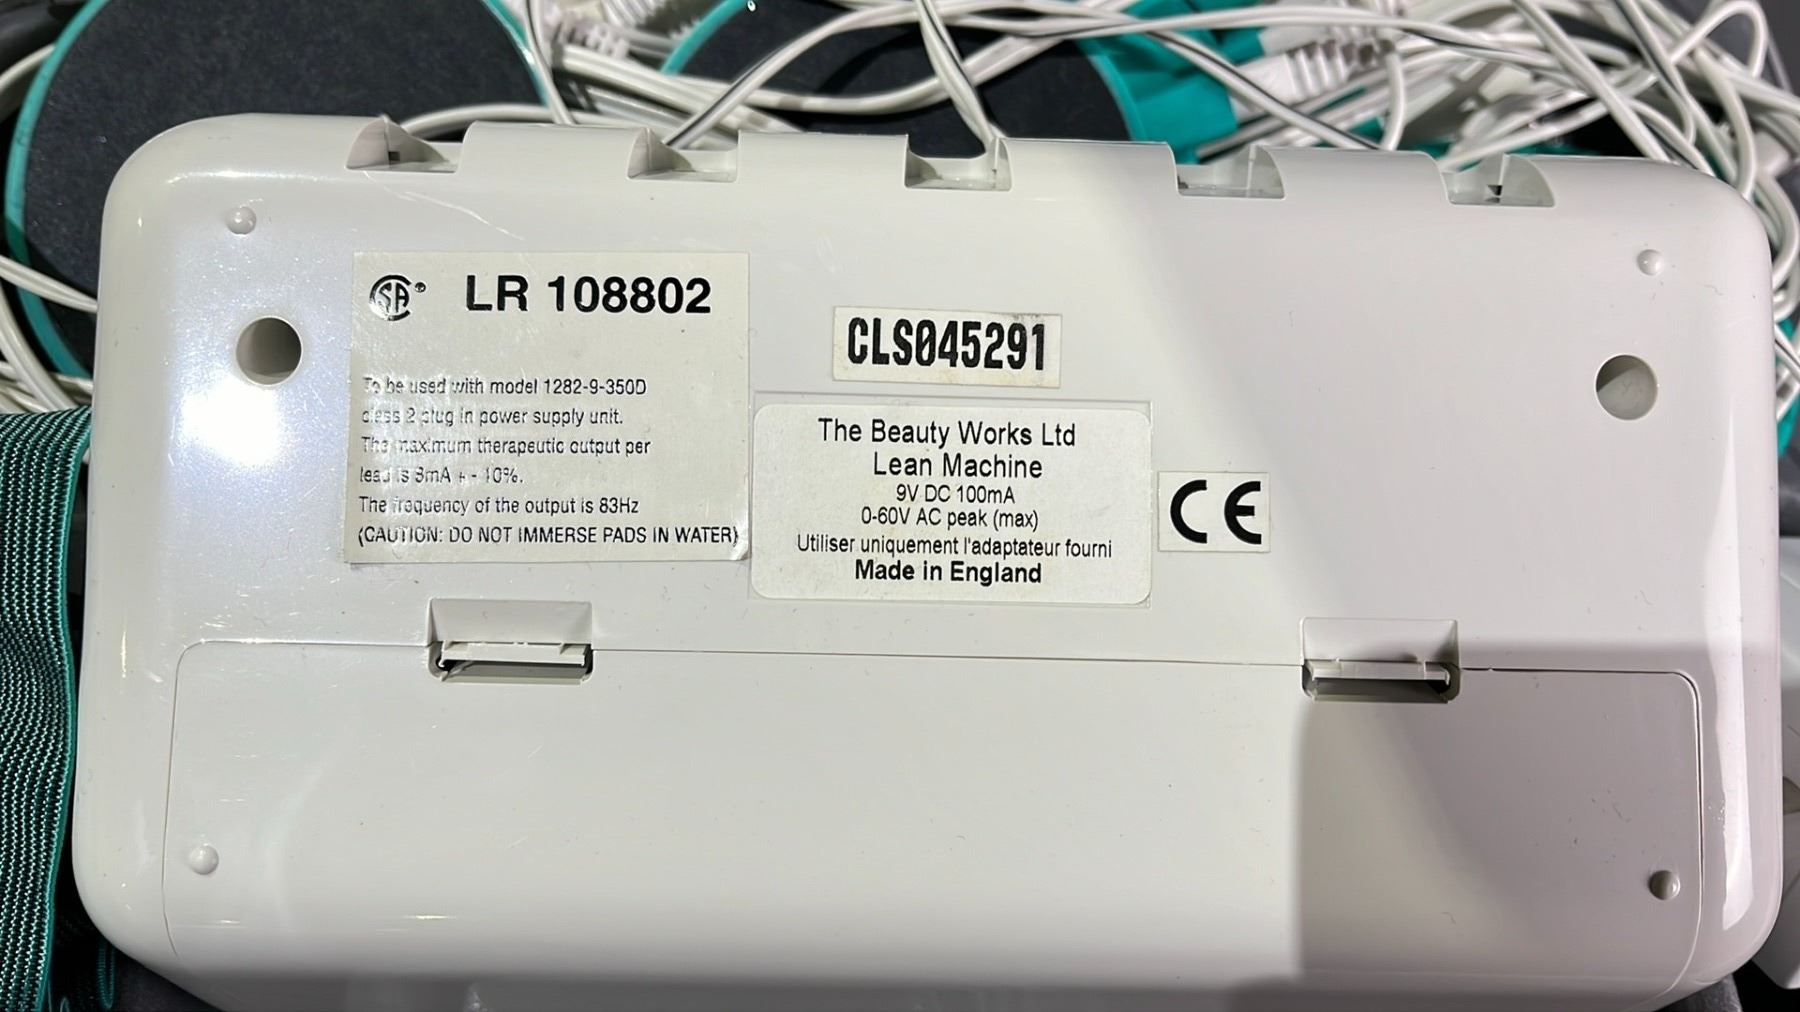 CSA® LR 108802
To be used with model 1282-9-350D
class 2 plug in power supply unit.
The maximum therapeutic output per
lead is 8mA + - 10%.
The frequency of the output is 83Hz
(CAUTION: DO NOT IMMERSE PADS IN WATER)
CLS045291
The Beauty Works Ltd
Lean Machine
9V DC 100mA
0-60V AC peak (max)
Utiliser uniquement l'adaptateur fourni
Made in England
CE